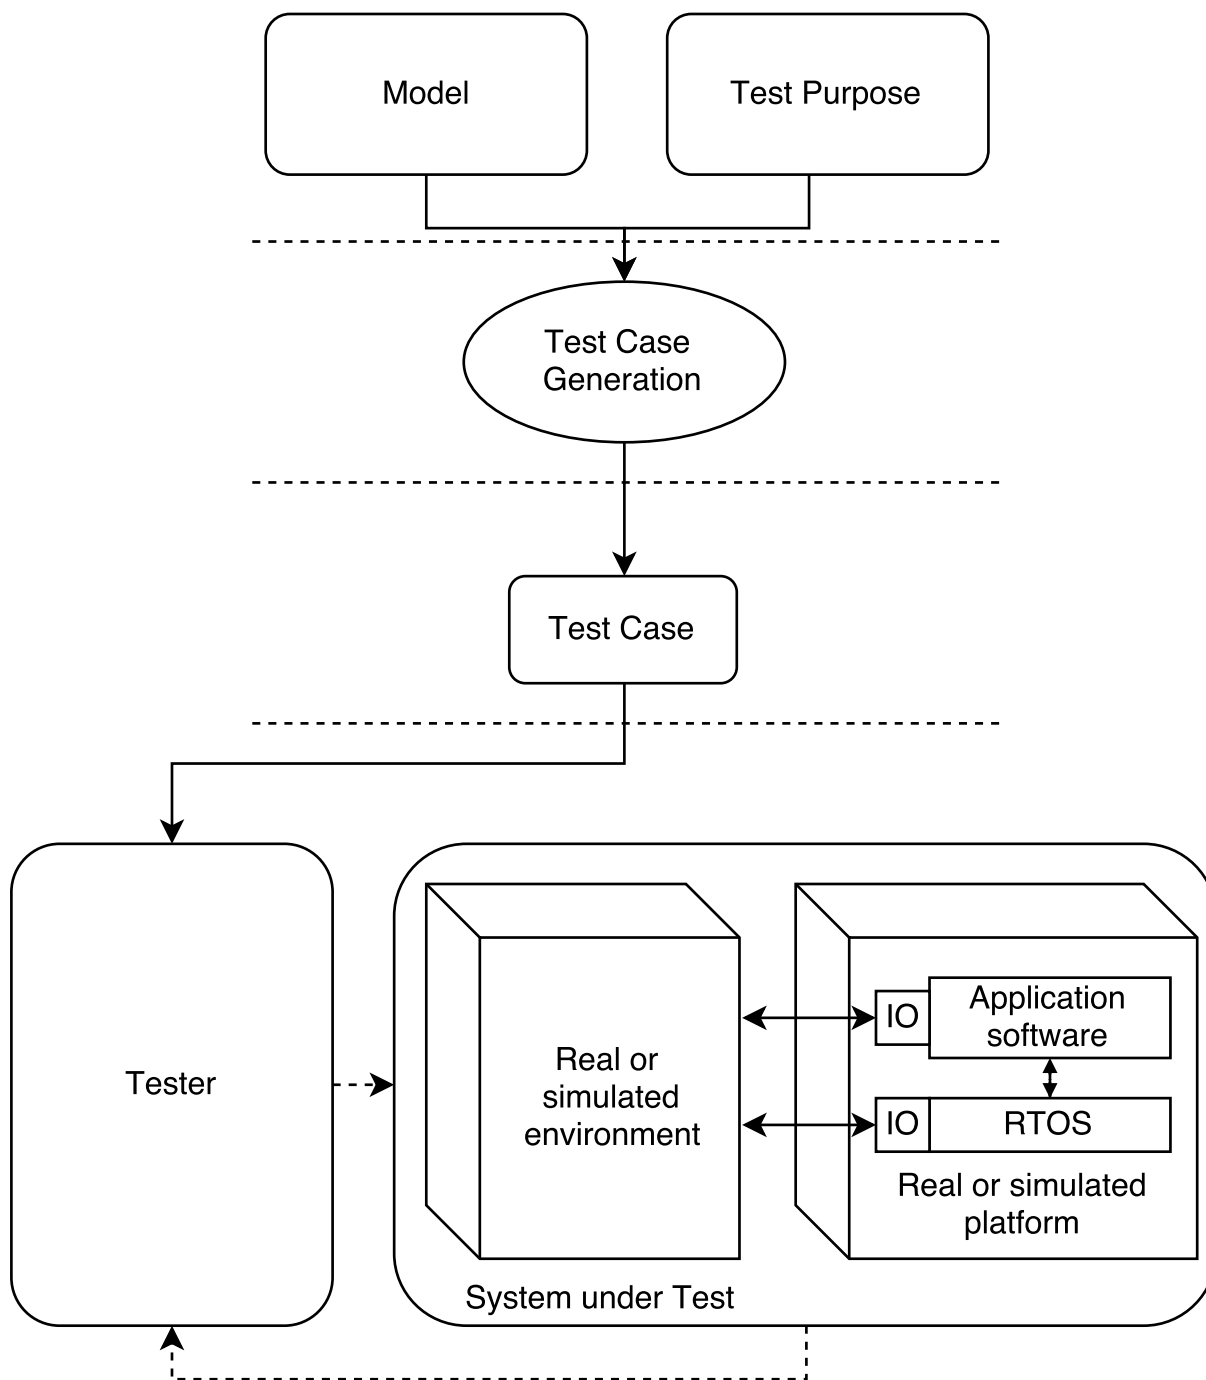 Model
Test Purpose
Test Case
Generation
Test Case
Tester
Real or
simulated
environment
IO
Application
software
IO
RTOS
Real or simulated
platform
System under Test